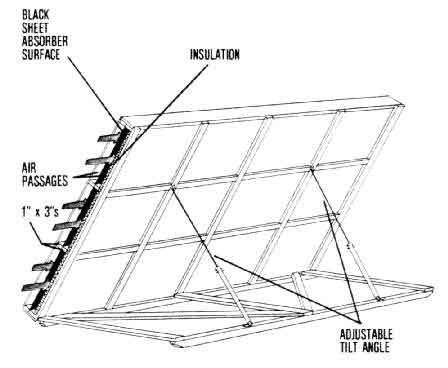 BLACK
SHEET
ABSORBER
SURFACE
INSULATION
AIR
PASSAGES
1" x 3"s
ADJUSTABLE
TILT ANGLE